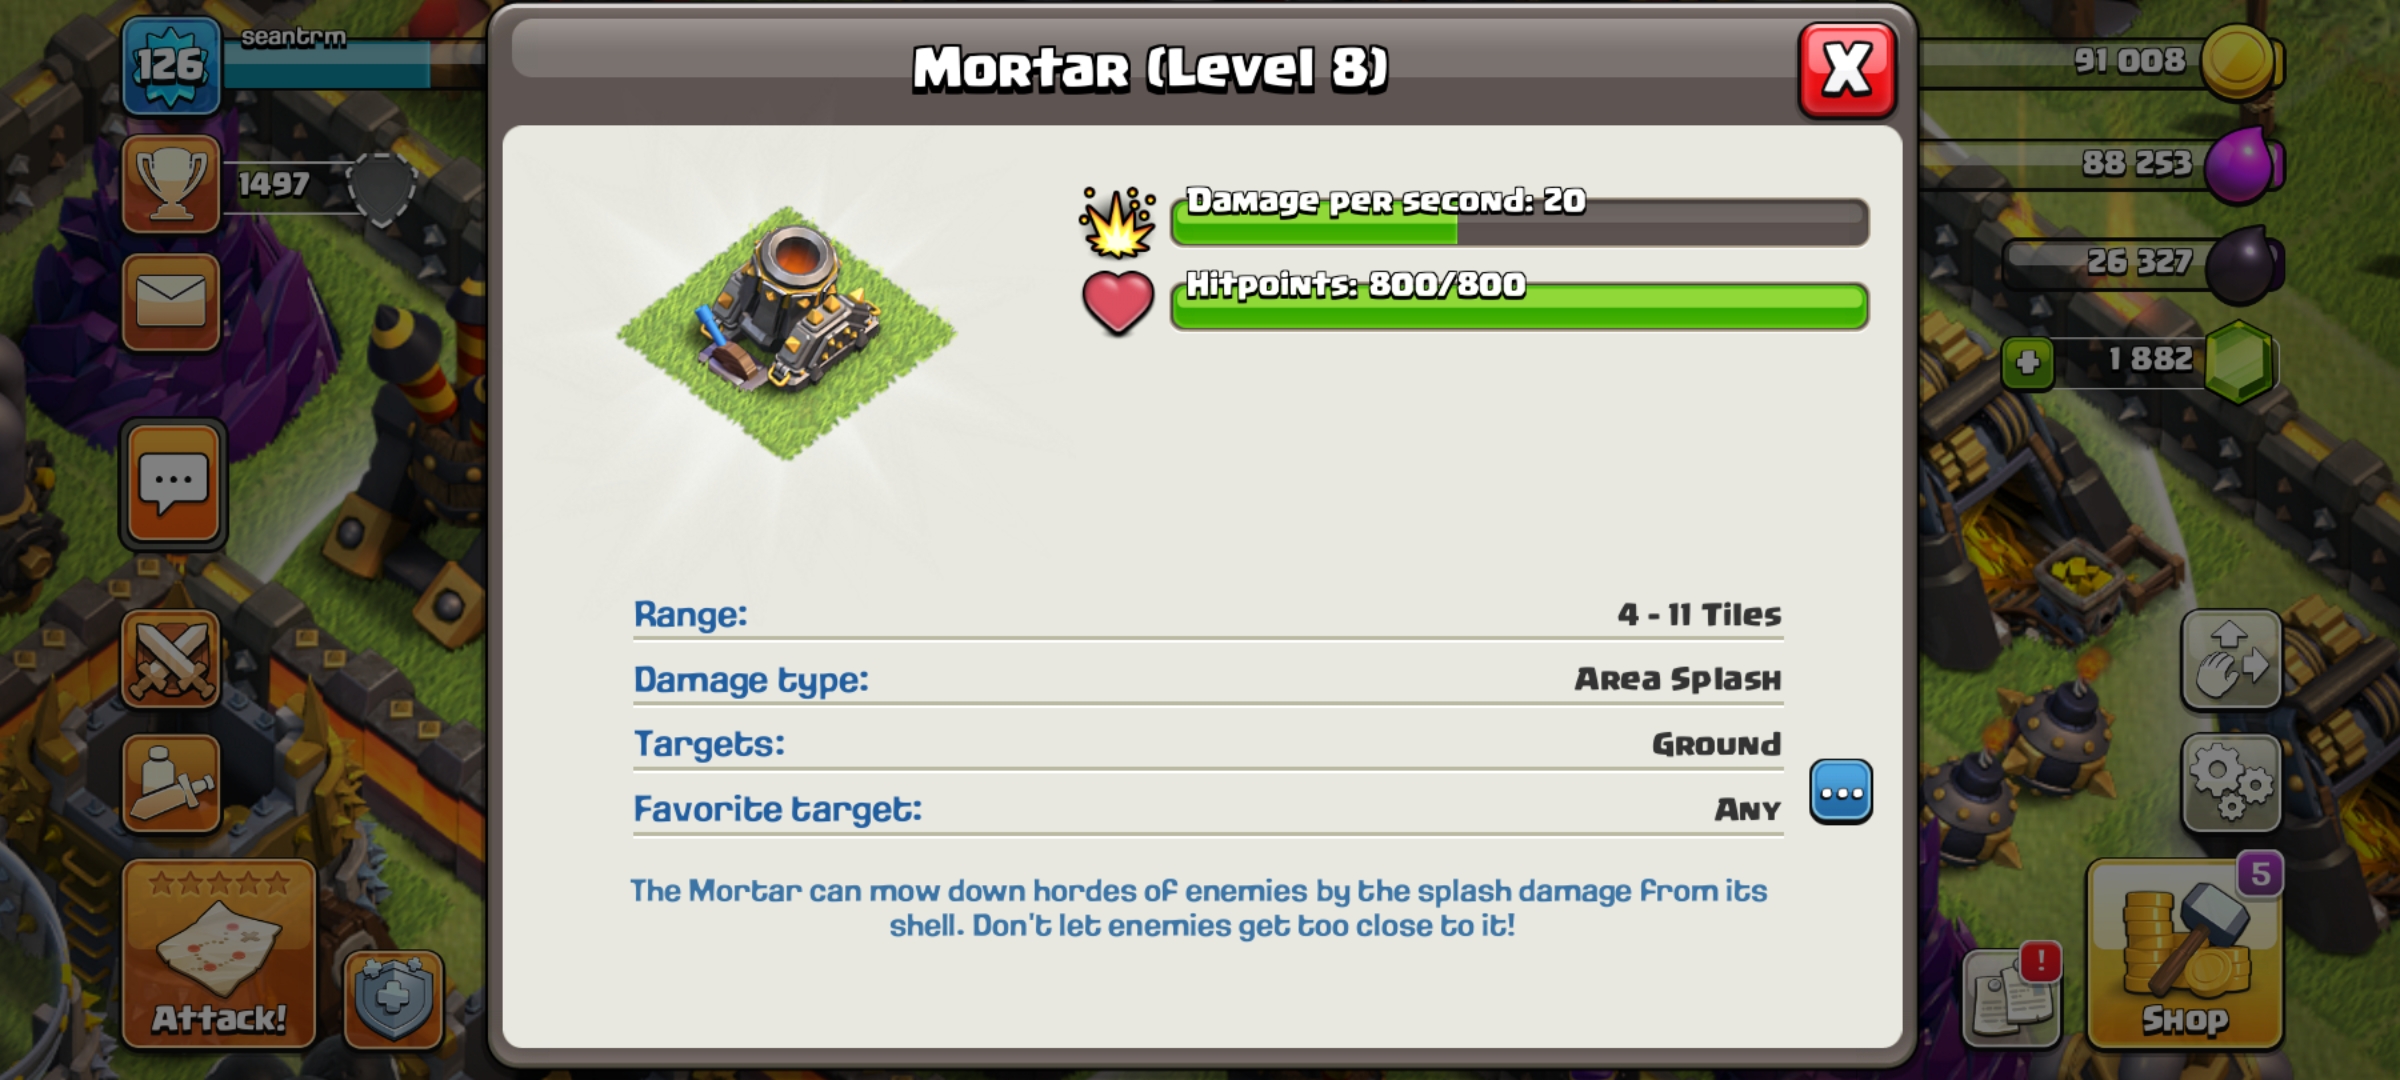 126
seantrm
Mortar (Level 8)
91 008
1497
88 253
Damage per second: 20
26 327
Hitpoints: 800/800
1 882
Range: 4 - 11 Tiles
Damage type: Area Splash
Targets: Ground
Favorite target: Any
The Mortar can mow down hordes of enemies by the splash damage from its
shell. Don't let enemies get too close to it!
5
!
Attack!
Shop